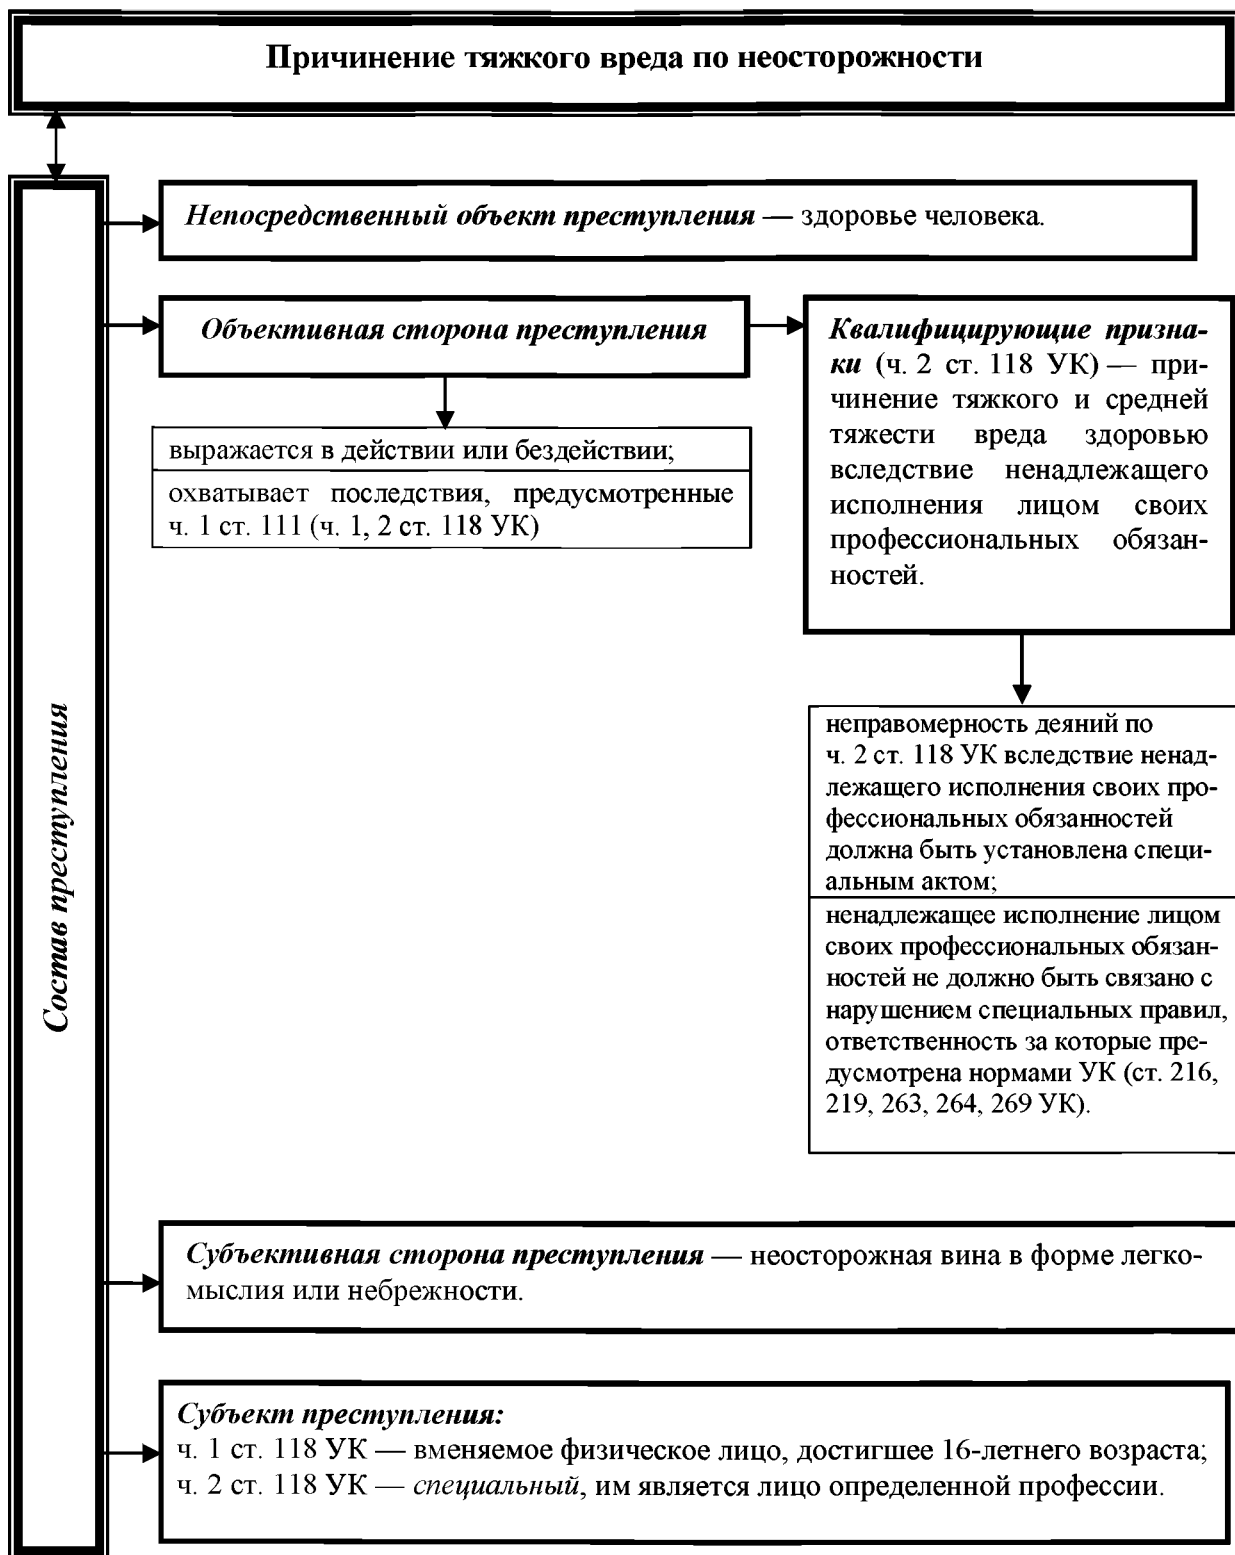 Причинение тяжкого вреда по неосторожности
Состав преступления
Непосредственный объект преступления — здоровье человека.
Объективная сторона преступления
выражается в действии или бездействии;
охватывает последствия, предусмотренные
ч. 1 ст. 111 (ч. 1, 2 ст. 118 УК)
Квалифицирующие призна-
ки (ч. 2 ст. 118 УК) — при-
чинение тяжкого и средней
тяжести вреда здоровью
вследствие ненадлежащего
исполнения лицом своих
профессиональных обязан-
ностей.
неправомерность деяний по
ч. 2 ст. 118 УК вследствие ненад-
лежащего исполнения своих про-
фессиональных обязанностей
должна быть установлена специ-
альным актом;
ненадлежащее исполнение лицом
своих профессиональных обязан-
ностей не должно быть связано с
нарушением специальных правил,
ответственность за которые пре-
дусмотрена нормами УК (ст. 216,
219, 263, 264, 269 УК).
Субъективная сторона преступления — неосторожная вина в форме легко-
мыслия или небрежности.
Субъект преступления:
ч. 1 ст. 118 УК — вменяемое физическое лицо, достигшее 16-летнего возраста;
ч. 2 ст. 118 УК — специальный, им является лицо определенной профессии.